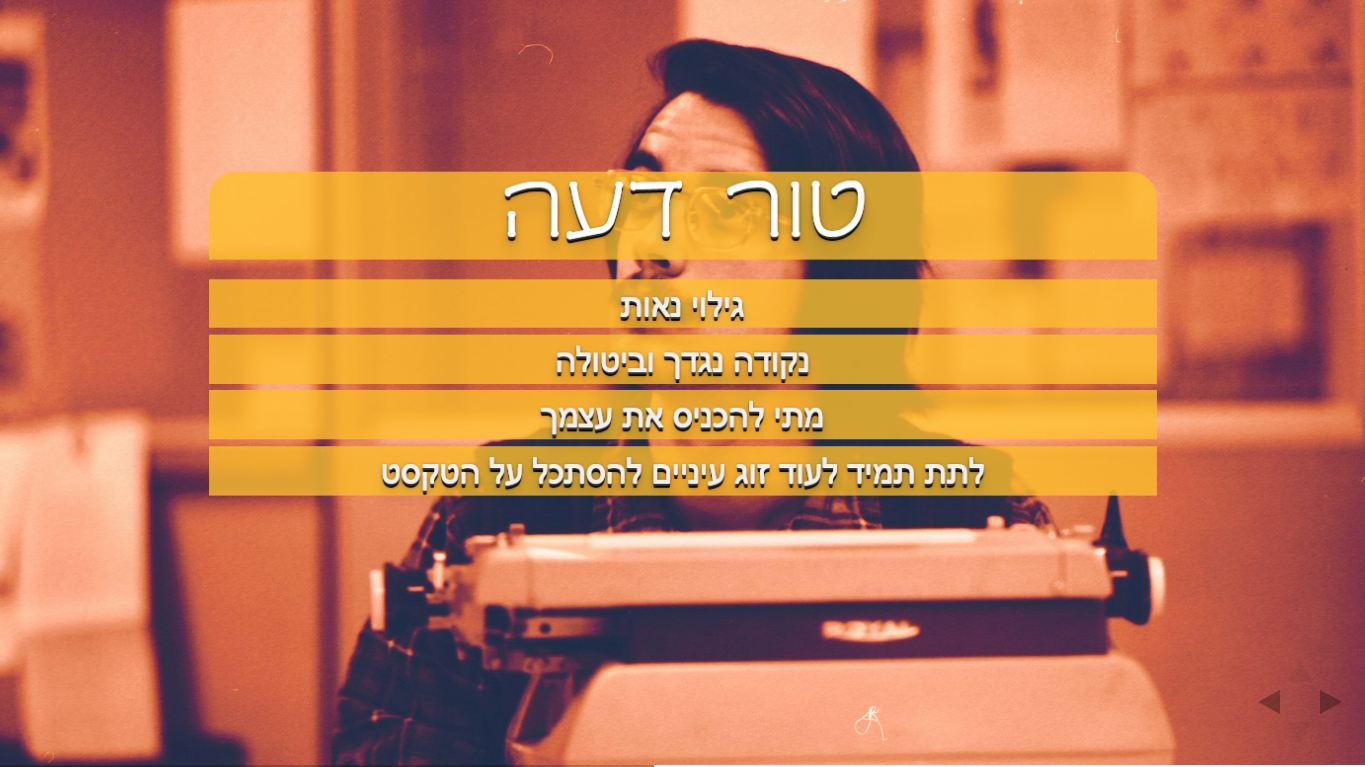 טור דעה
גילוי נאות
נקודה נגדך וביטולה
מתי להכניס את עצמך
לתת תמיד לעוד זוג עיניים להסתכל על הטקסט
ROYAL